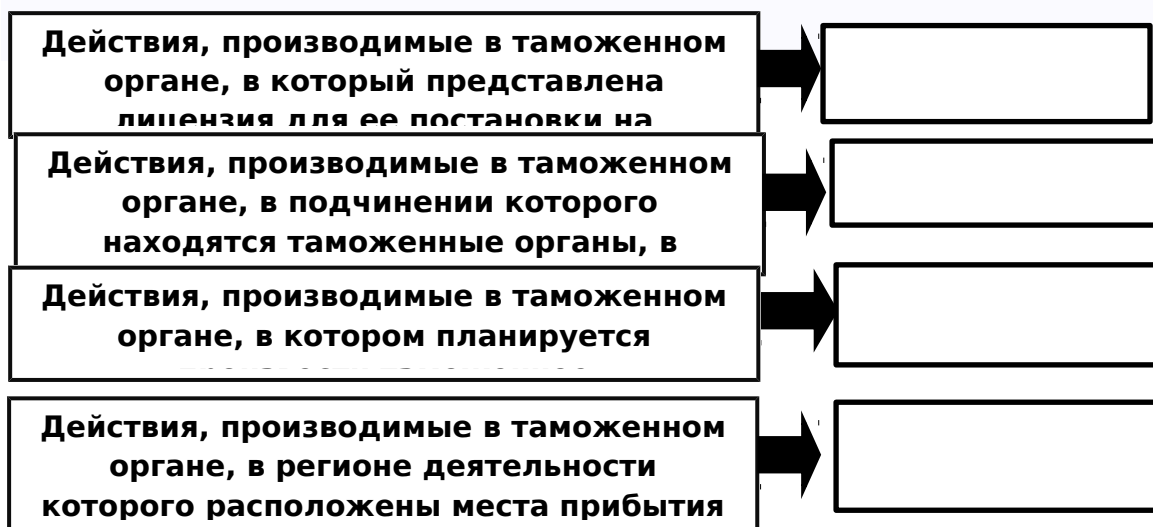 Действия, производимые в таможенном
органе, в который представлена
лицензия для ее постановки на
Действия, производимые в таможенном
органе, в подчинении которого
находятся таможенные органы, в
Действия, производимые в таможенном
органе, в котором планируется
Действия, производимые в таможенном
органе, в регионе деятельности
которого расположены места прибытия